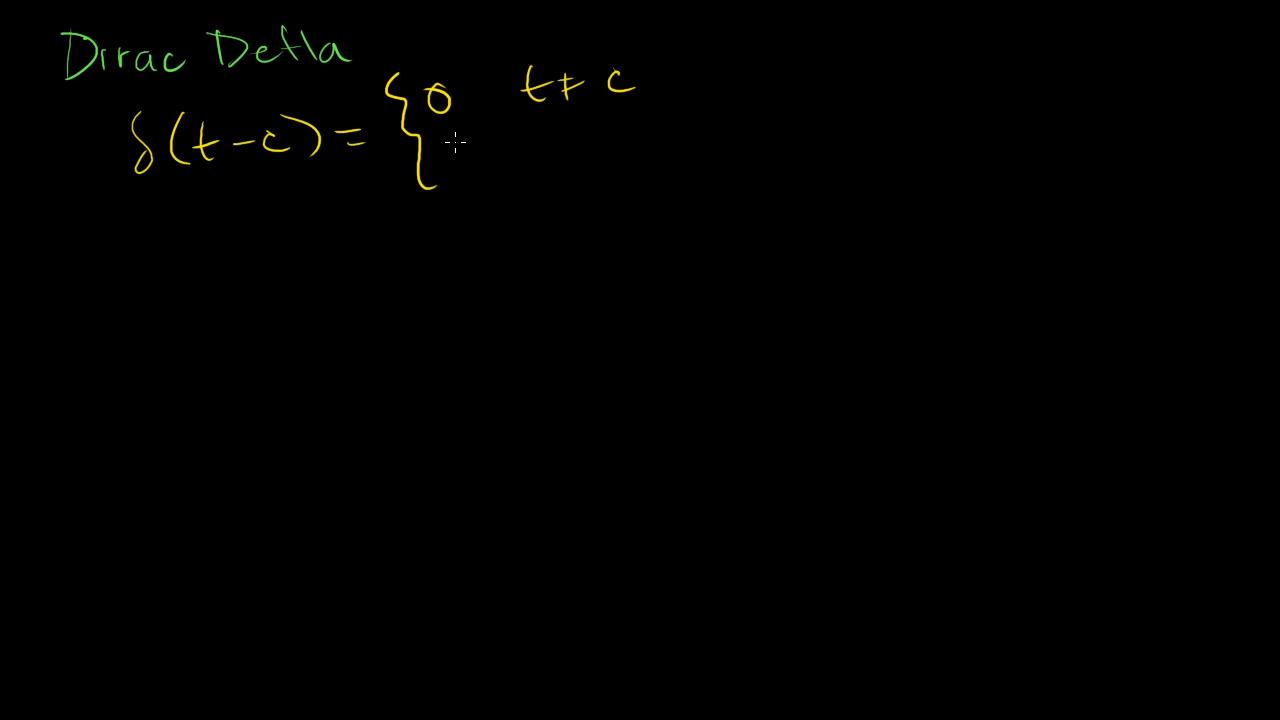 Dirac Delta
δ(t-c) = { 0 t ≠ c